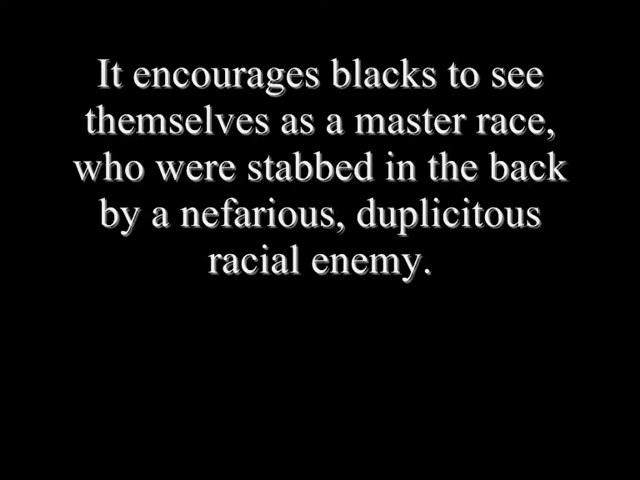 It encourages blacks to see
themselves as a master race,
who were stabbed in the back
by a nefarious, duplicitous
racial enemy.